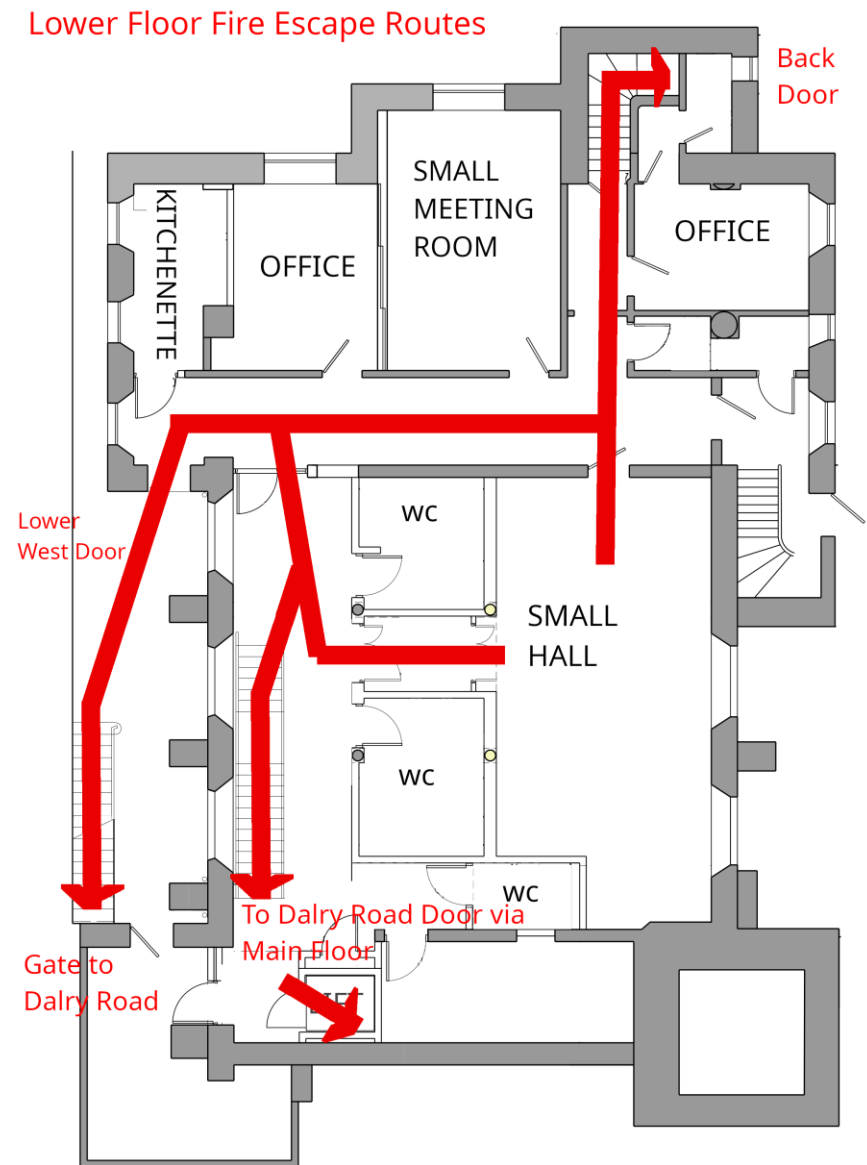 Lower Floor Fire Escape Routes
Back
Door
SMALL
MEETING
ROOM
KITCHENETTE
OFFICE
OFFICE
WC
Lower
West Door
SMALL
HALL
WC
WC
To Dalry Road Door via
Main Floor
Gate to
Dalry Road
LIFT